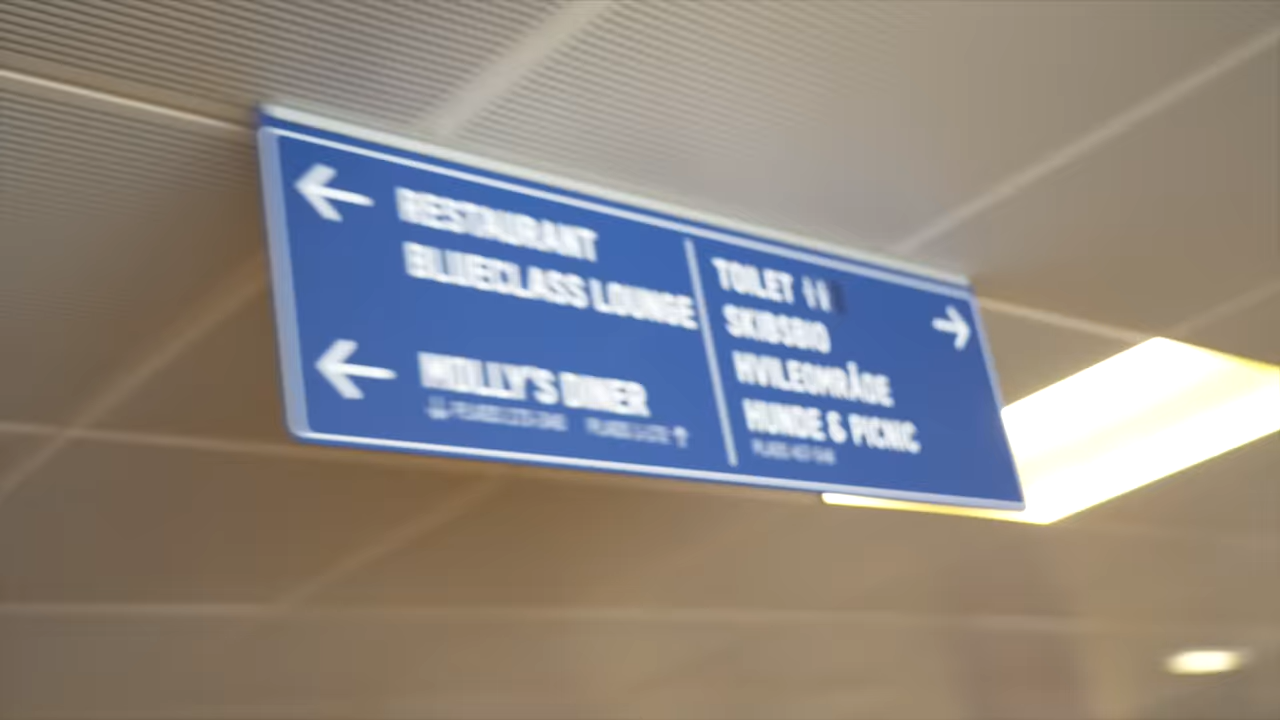 RESTAURANT
BLUECLASS LOUNGE
MOLLY'S DINER
TOILET
SKIBSBIO
HVILEOMRÅDE
HUNDE & PICNIC